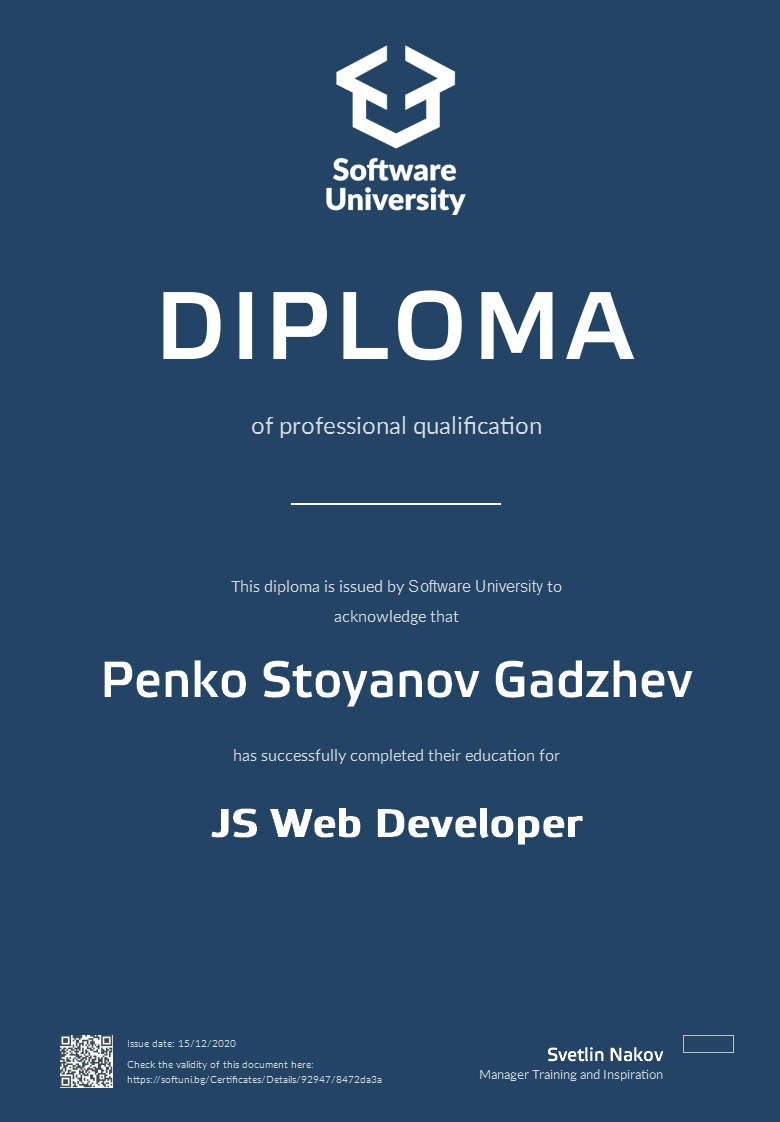 Software
University
DIPLOMA
of professional qualification
This diploma is issued by Software University to
acknowledge that
Penko Stoyanov Gadzhev
has successfully completed their education for
JS Web Developer
Issue date: 15/12/2020
Check the validity of this document here:
https://softuni.bg/Certificates/Details/92947/8472da3a
Svetlin Nakov
Manager Training and Inspiration